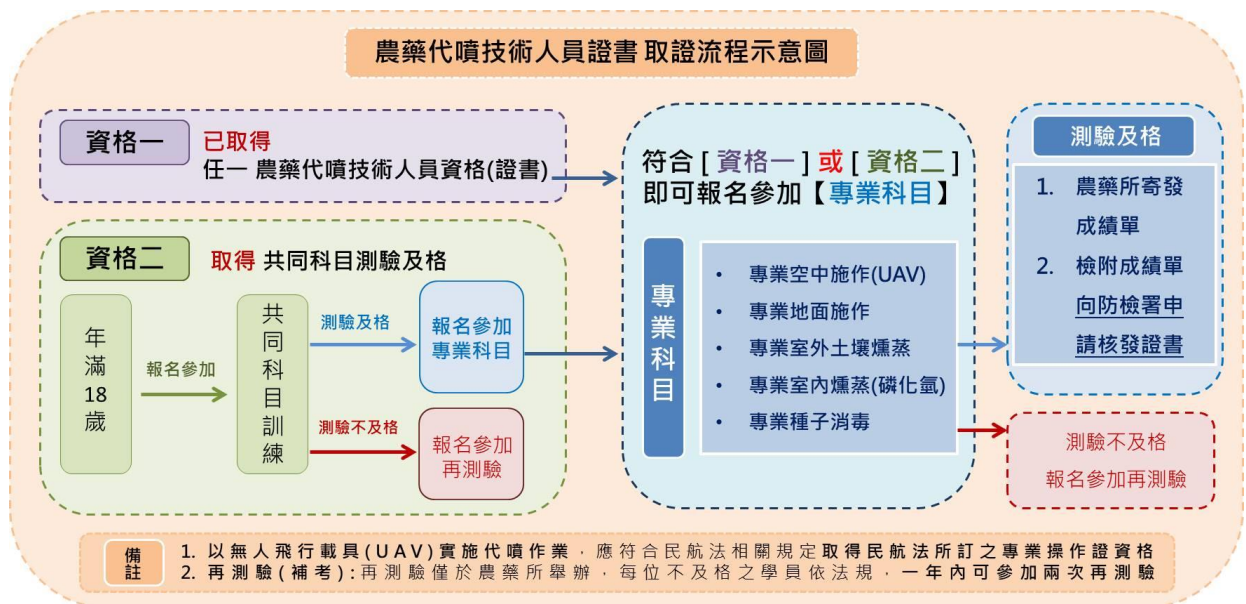 農藥代噴技術人員證書 取證流程示意圖
資格一
已取得
任一 農藥代噴技術人員資格(證書)
資格二
取得 共同科目測驗及格
年滿18歲
報名參加
共同科目訓練
測驗及格
報名參加
專業科目
測驗不及格
報名參加
再測驗
符合[資格一]或[資格二]
即可報名參加【專業科目】
專業科目
• 專業空中施作(UAV)
• 專業地面施作
• 專業室外土壤燻蒸
• 專業室內燻蒸(磷化氫)
• 專業種子消毒
測驗及格
1. 農藥所寄發
成績單
2. 檢附成績單
向防檢署申
請核發證書
測驗不及格
報名參加再測驗
備註
1. 以無人飛行載具(UAV)實施代噴作業，應符合民航法相關規定取得民航法所訂之專業操作證資格
2. 再測驗(補考):再測驗僅於農藥所舉辦，每位不及格之學員依法規，一年內可參加兩次再測驗